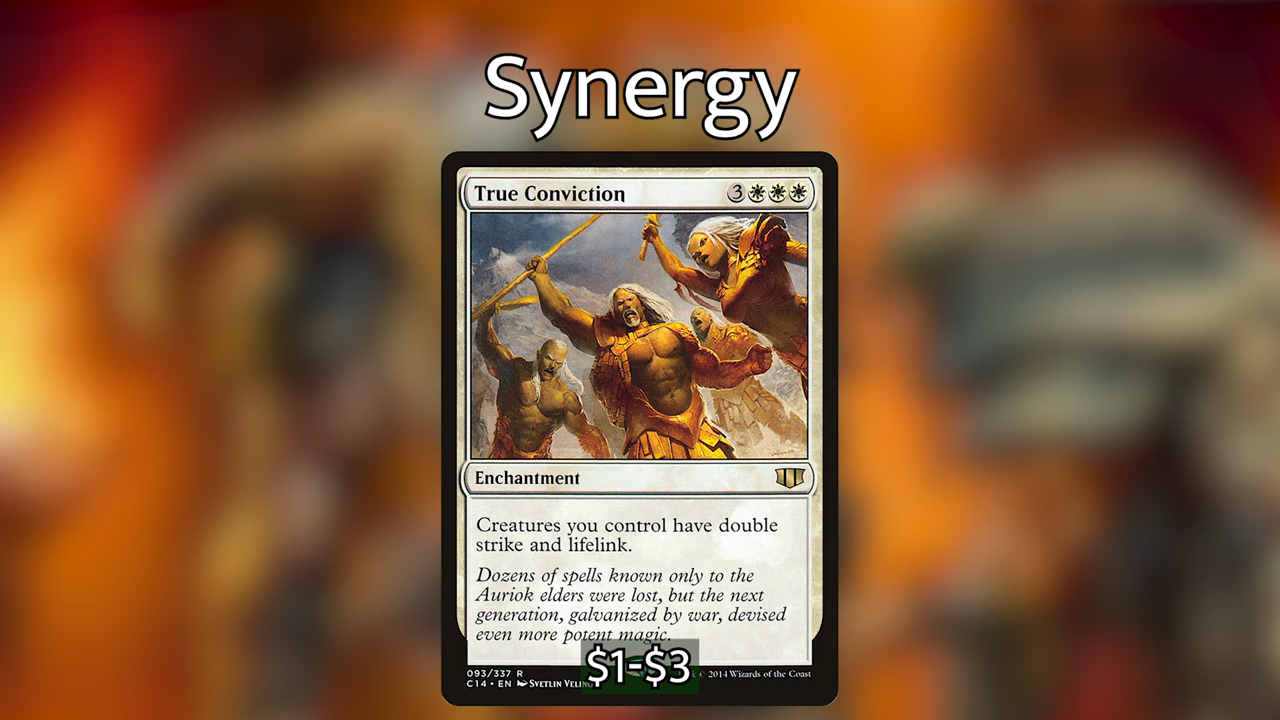 Synergy
True Conviction 3
Enchantment
Creatures you control have double
strike and lifelink.
Dozens of spells known only to the
Auriok elders were lost, but the next
generation, galvanized by war, devised
even more potent magic.
$1-$3
093/337 R
C14 • EN SVETLIN
© 2014 Wizards of the Coast